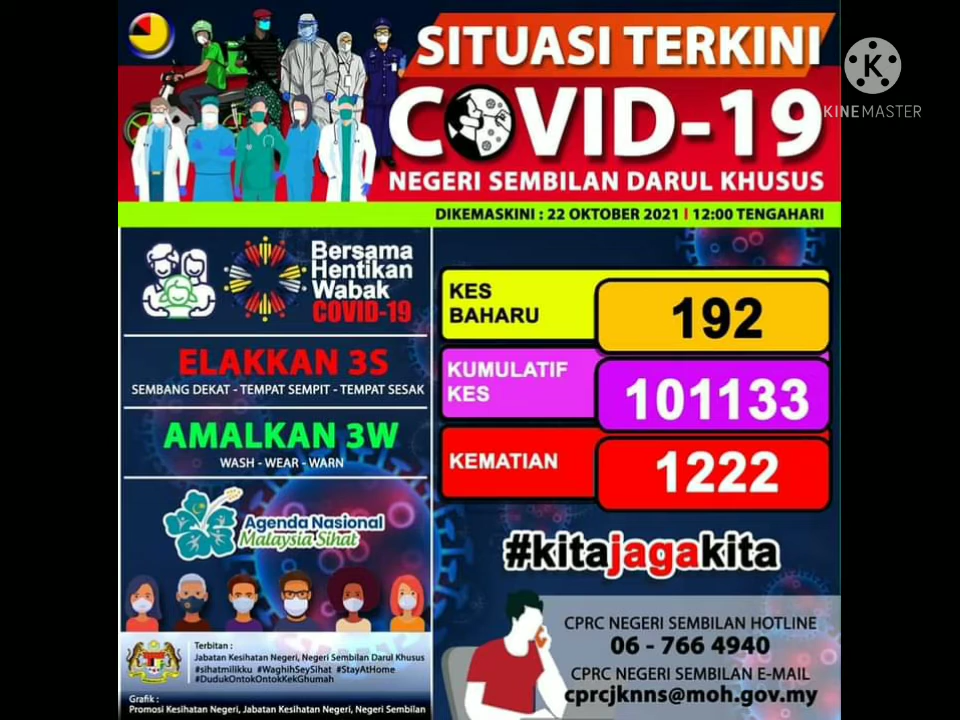 SITUASI TERKINI
COVID-19
NEGERI SEMBILAN DARUL KHUSUS
DIKEMASKINI : 22 OKTOBER 2021 I 12:00 TENGAHARI
K
KINEMASTER
Bersama
Hentikan
Wabak
COVID-19
ELAKKAN 3S
SEMBANG DEKAT - TEMPAT SEMPIT - TEMPAT SESAK
AMALKAN 3W
WASH - WEAR - WARN
Agenda Nasional
Malaysia Sihat
Terbitan :
Jabatan Kesihatan Negeri, Negeri Sembilan Darul Khusus
#sihatmilikku #WaghihSeySihat #StayAtHome
#DudukOntokOntokKekGhumah
Grafik :
Promosi Kesihatan Negeri, Jabatan Kesihatan Negeri, Negeri Sembilan
KES
BAHARU
192
KUMULATIF
KES
101133
KEMATIAN
1222
#kitajagakita
CPRC NEGERI SEMBILAN HOTLINE
06 - 766 4940
CPRC NEGERI SEMBILAN E-MAIL
cprcjknns@moh.gov.my